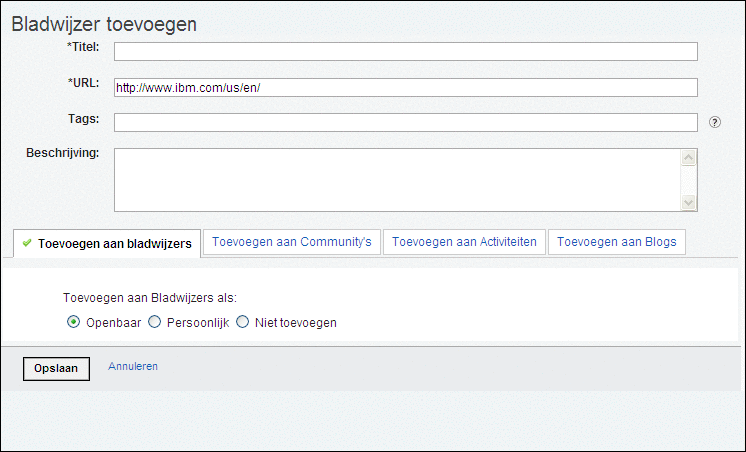 Bladwijzer toevoegen
*Titel:
*URL: http://www.ibm.com/us/en/
Tags: ?
Beschrijving:
Toevoegen aan bladwijzers Toevoegen aan Community's Toevoegen aan Activiteiten Toevoegen aan Blogs
Toevoegen aan Bladwijzers als:
Openbaar Persoonlijk Niet toevoegen
Opslaan Annuleren